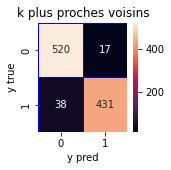 k plus proches voisins
520 17
38 431
0
1
y true
0 1
y pred
400
200